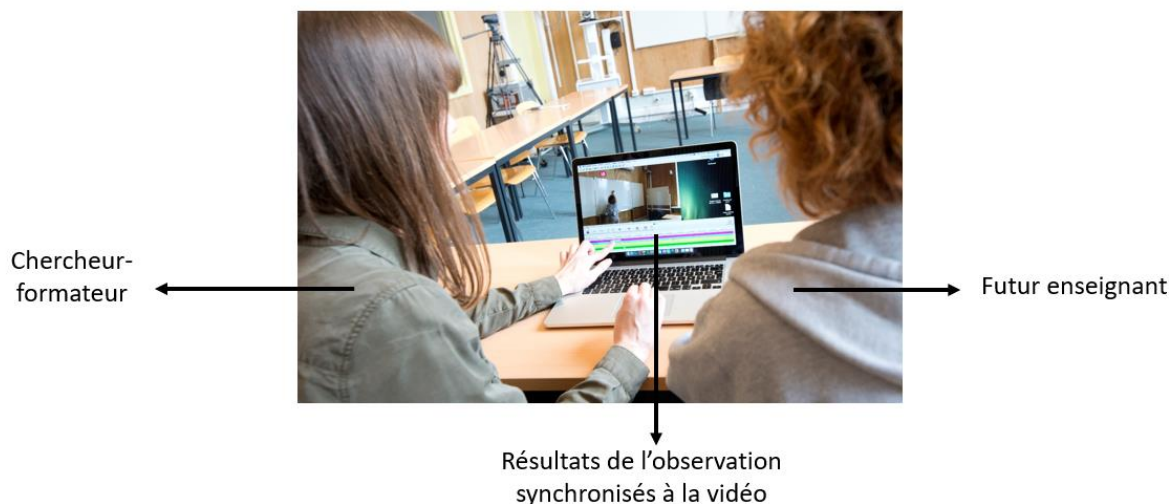 Chercheur-
formateur
Futur enseignant
Résultats de l'observation
synchronisés à la vidéo